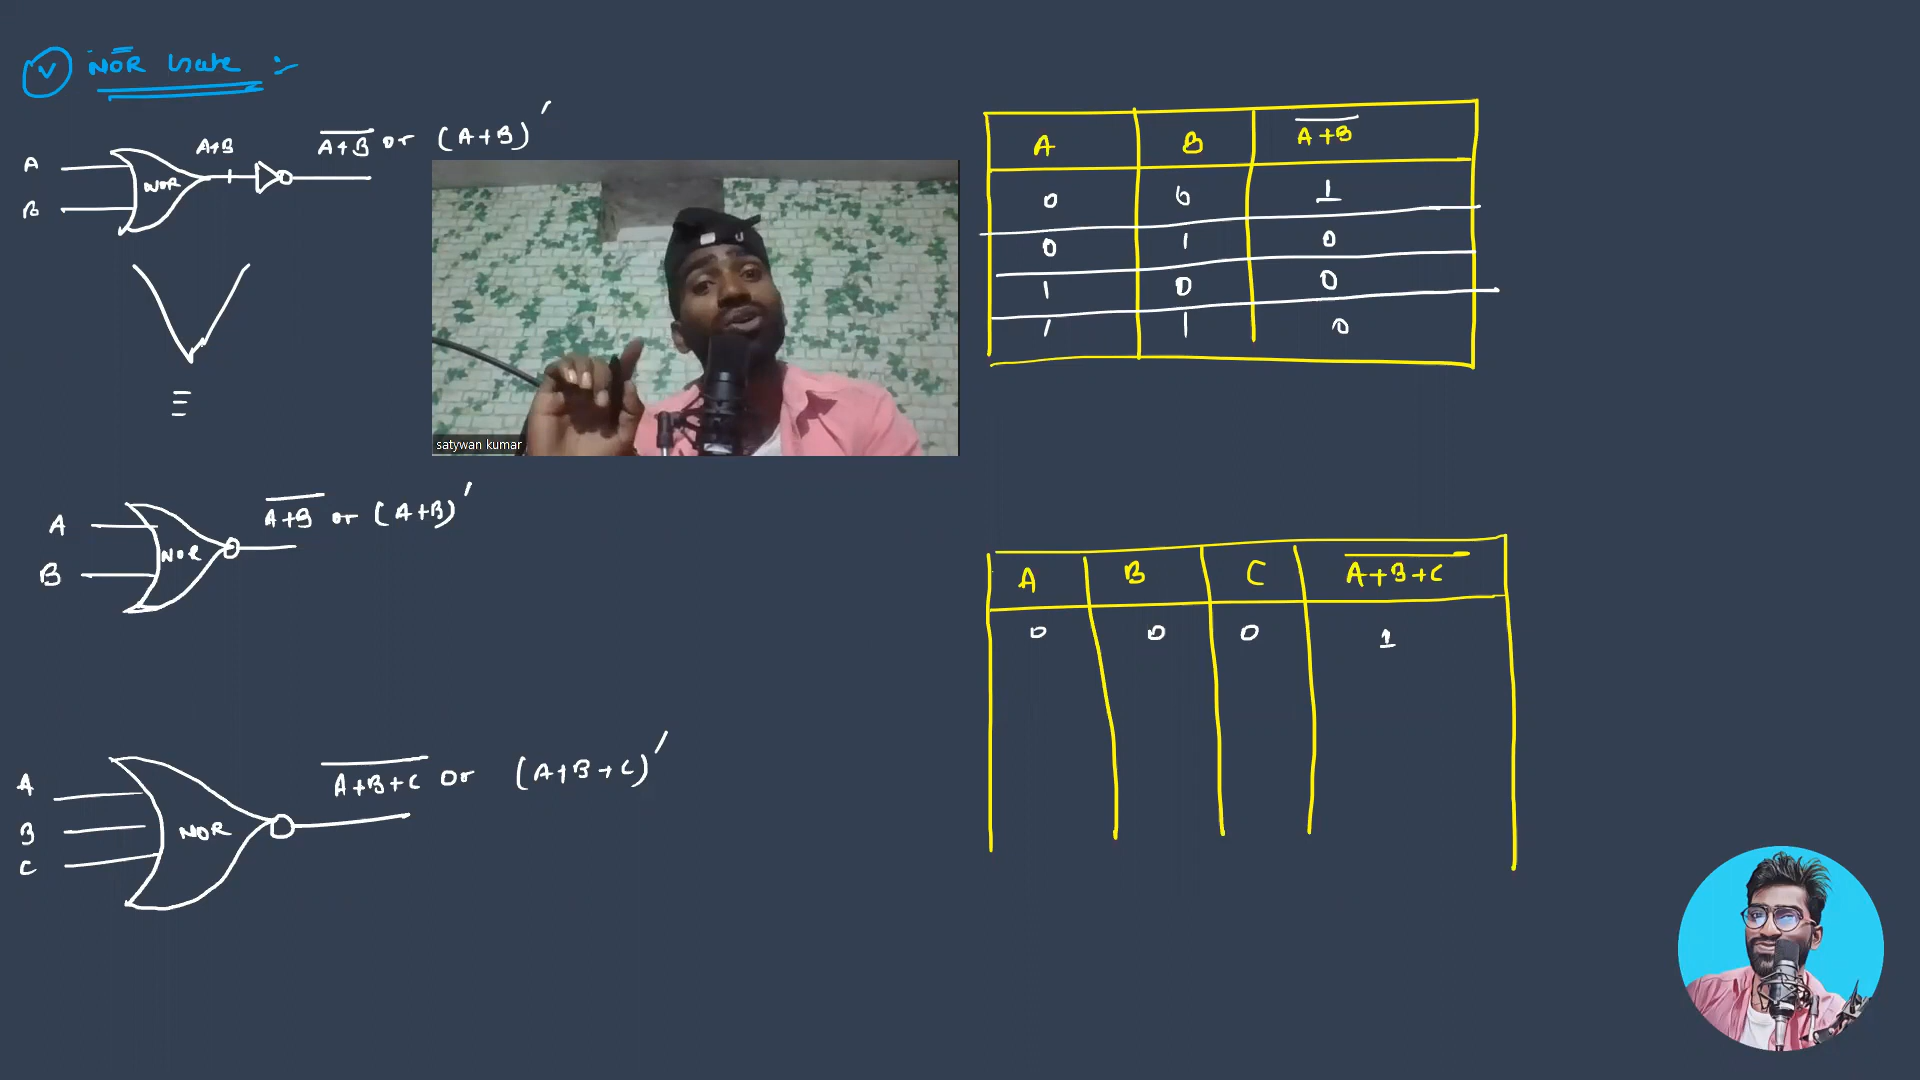 V NOR Gate :-
A+B
A+B or (A+B)'
A
NOR
B
≡
A+B or (A+B)'
A
NOR
B
A+B+C Or (A+B+C)'
A
B
NOR
C
satywan kumar
A B A+B
0 0 1
0 1 0
1 0 0
1 1 0
A B C A+B+C
0 0 0 1